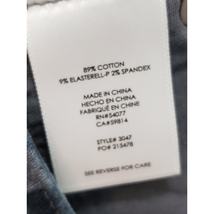 89% COTTON
9% ELASTERELL-P 2% SPANDEX
MADE IN CHINA
HECHO EN CHINA
FABRIQUÉ EN CHINE
RN#54077
CA#59814
STYLE# 3047
PO # 215478
SEE REVERSE FOR CARE